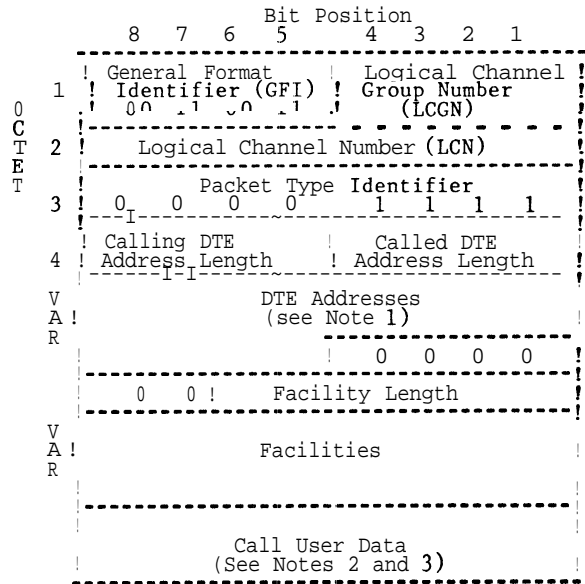 Bit Position
8 7 6 5 4 3 2 1
General Format Logical Channel
1 Identifier (GFI) Group Number
(LCGN)
OCTET
2 Logical Channel Number (LCN)
Packet Type Identifier
3 0 0 0 0 1 1 1 1
Calling DTE Called DTE
4 Address Length Address Length
VAR
DTE Addresses
(see Note 1)
0 0 0 0
0 0 Facility Length
VAR
Facilities
Call User Data
(See Notes 2 and 3)